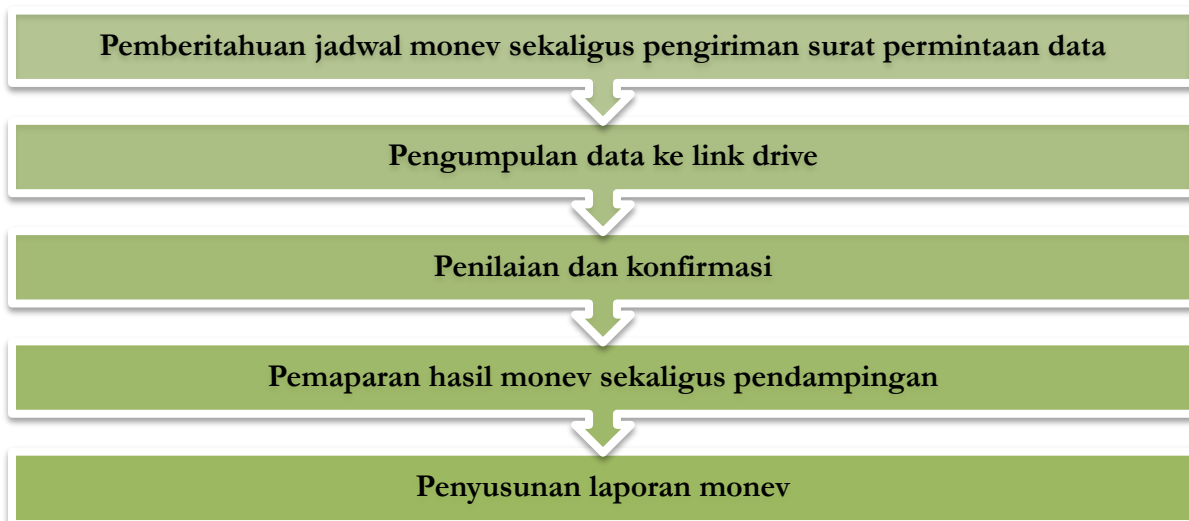 Pemberitahuan jadwal monev sekaligus pengiriman surat permintaan data
Pengumpulan data ke link drive
Penilaian dan konfirmasi
Pemaparan hasil monev sekaligus pendampingan
Penyusunan laporan monev